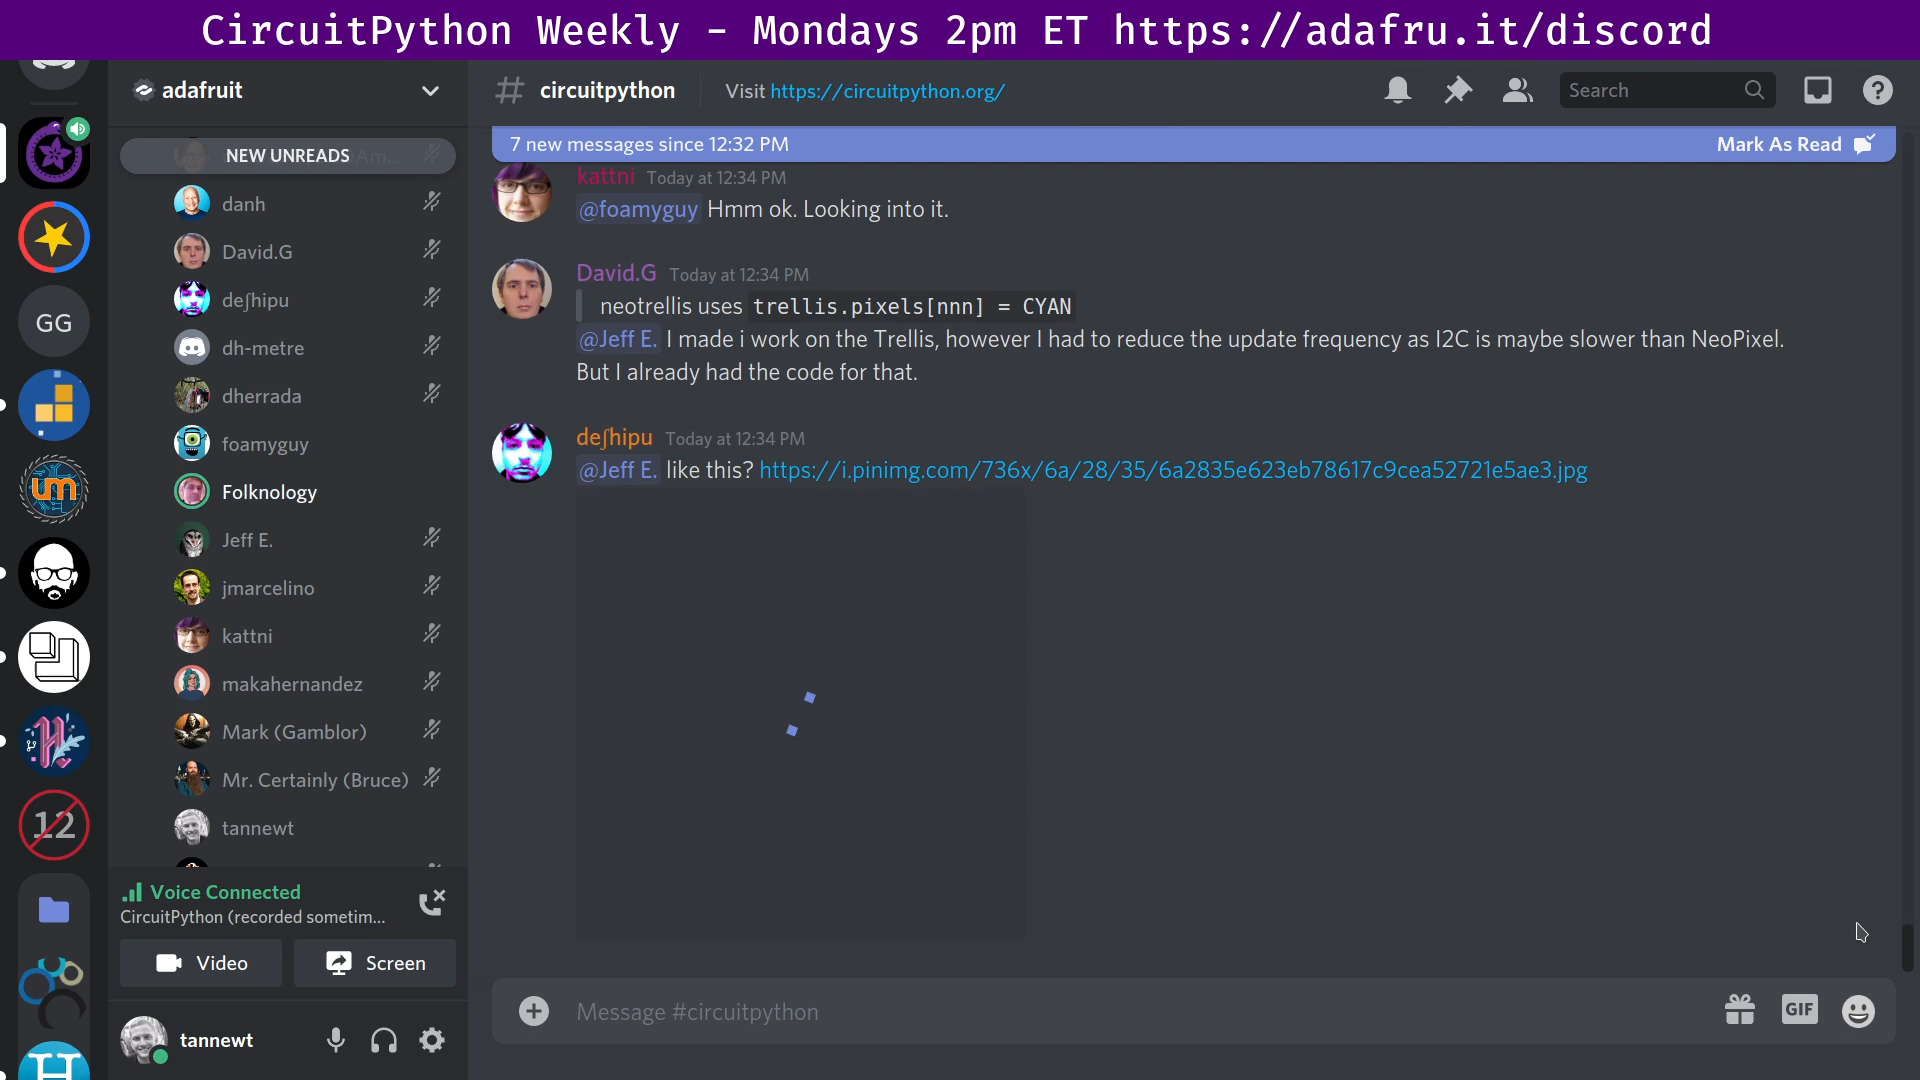 CircuitPython Weekly - Mondays 2pm ET https://adafru.it/discord
adafruit
circuitpython
Visit https://circuitpython.org/
Search
NEW UNREADS
7 new messages since 12:32 PM
Mark As Read
danh
David.G
deʃhipu
dh-metre
dherrada
foamyguy
Folknology
Jeff E.
jmarcelino
kattni
makahernandez
Mark (Gamblor)
Mr. Certainly (Bruce)
tannewt
GG
um
12
H
kattni Today at 12:34 PM
@foamyguy Hmm ok. Looking into it.
David.G Today at 12:34 PM
neotrellis uses trellis.pixels[nnn] = CYAN
@Jeff E. I made i work on the Trellis, however I had to reduce the update frequency as I2C is maybe slower than NeoPixel.
But I already had the code for that.
deʃhipu Today at 12:34 PM
@Jeff E. like this? https://i.pinimg.com/736x/6a/28/35/6a2835e623eb78617c9cea52721e5ae3.jpg
Voice Connected
CircuitPython (recorded sometim...
Video
Screen
tannewt
Message #circuitpython
GIF